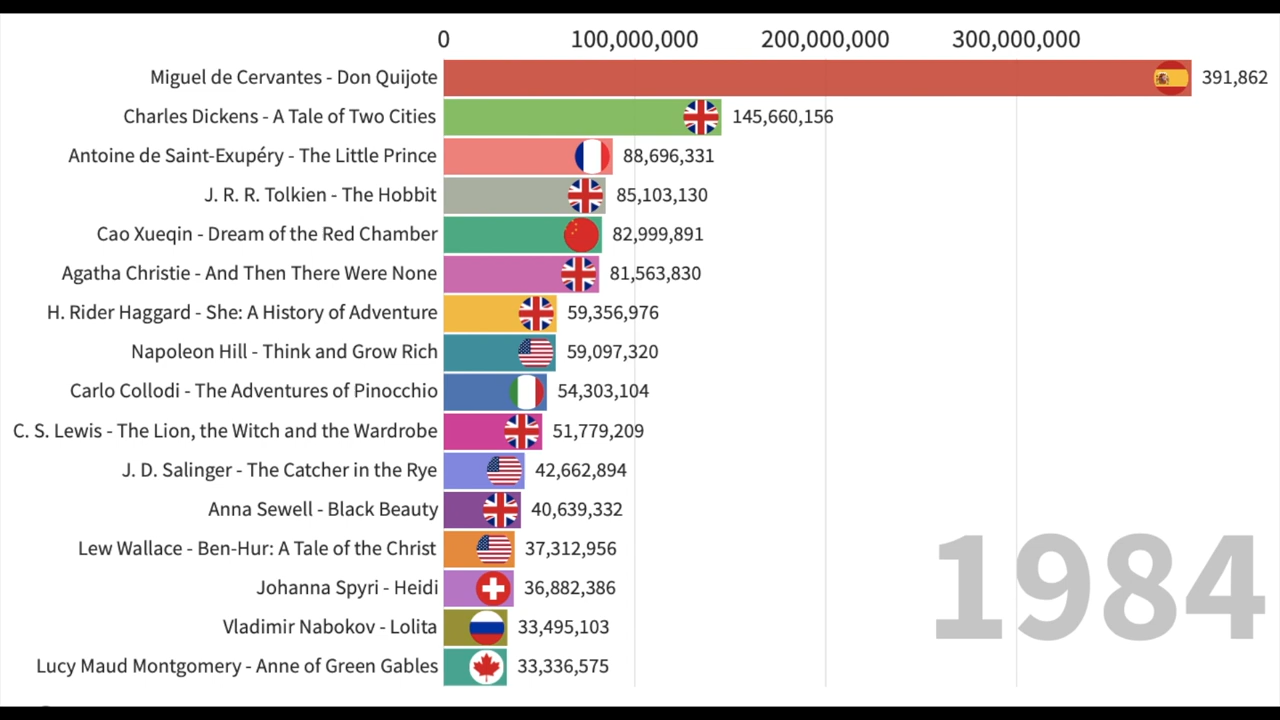 0 100,000,000 200,000,000 300,000,000
Miguel de Cervantes - Don Quijote 391,862
Charles Dickens - A Tale of Two Cities 145,660,156
Antoine de Saint-Exupéry - The Little Prince 88,696,331
J. R. R. Tolkien - The Hobbit 85,103,130
Cao Xueqin - Dream of the Red Chamber 82,999,891
Agatha Christie - And Then There Were None 81,563,830
H. Rider Haggard - She: A History of Adventure 59,356,976
Napoleon Hill - Think and Grow Rich 59,097,320
Carlo Collodi - The Adventures of Pinocchio 54,303,104
C. S. Lewis - The Lion, the Witch and the Wardrobe 51,779,209
J. D. Salinger - The Catcher in the Rye 42,662,894
Anna Sewell - Black Beauty 40,639,332
Lew Wallace - Ben-Hur: A Tale of the Christ 37,312,956
Johanna Spyri - Heidi 36,882,386
Vladimir Nabokov - Lolita 33,495,103
Lucy Maud Montgomery - Anne of Green Gables 33,336,575
1984